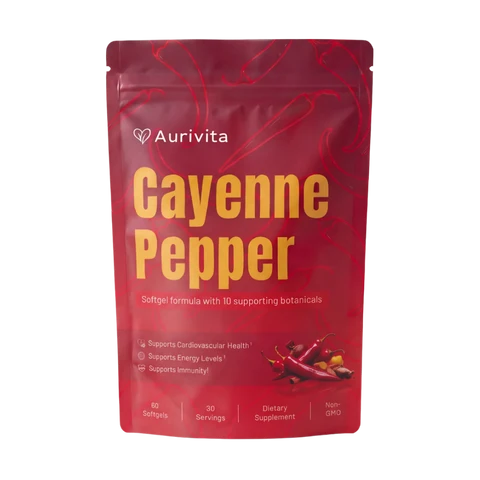 Aurivita
Cayenne
Pepper
Softgel formula with 10 supporting botanicals
Supports Cardiovascular Health
Supports Energy Levels
Supports Immunity
60
Softgels
30
Servings
Dietary
Supplement
Non-
GMO